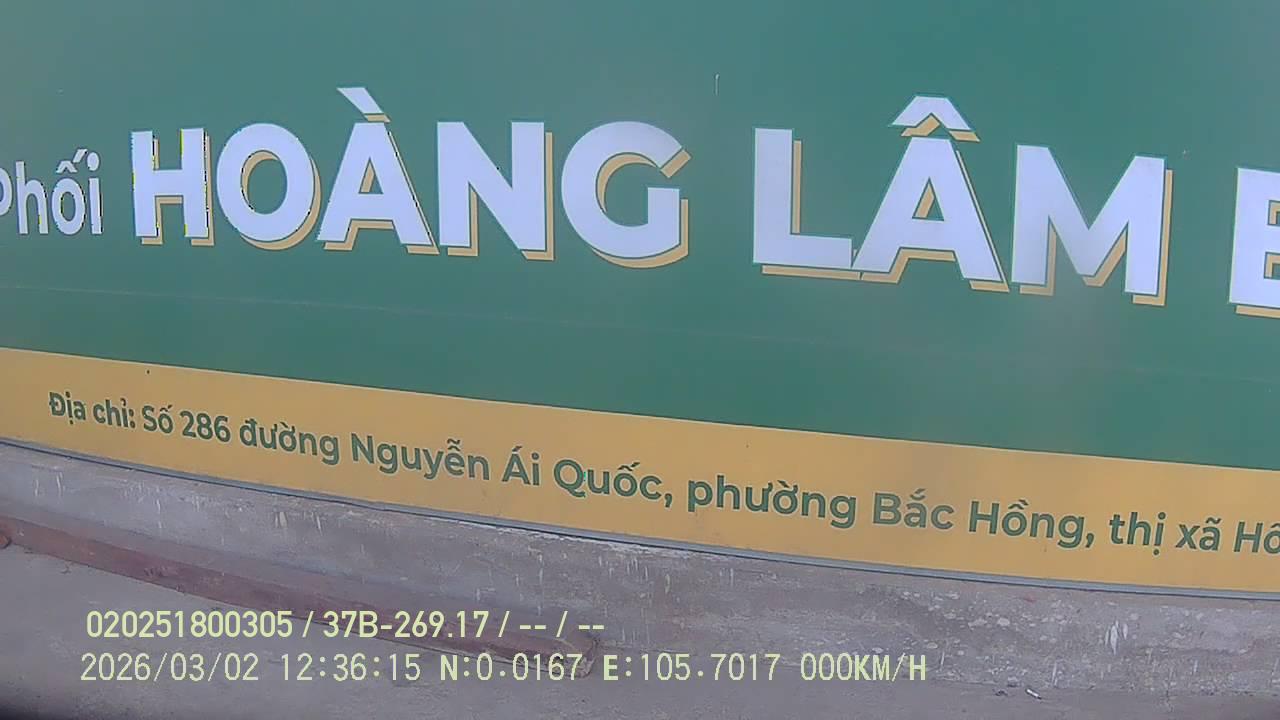 Phối HOÀNG LÂM
Địa chỉ: Số 286 đường Nguyễn Ái Quốc, phường Bắc Hồng, thị xã
020251800305 / 37B-269.17 / -- / --
2026/03/02 12:36:15 N:0.0167 E:105.7017 000KM/H